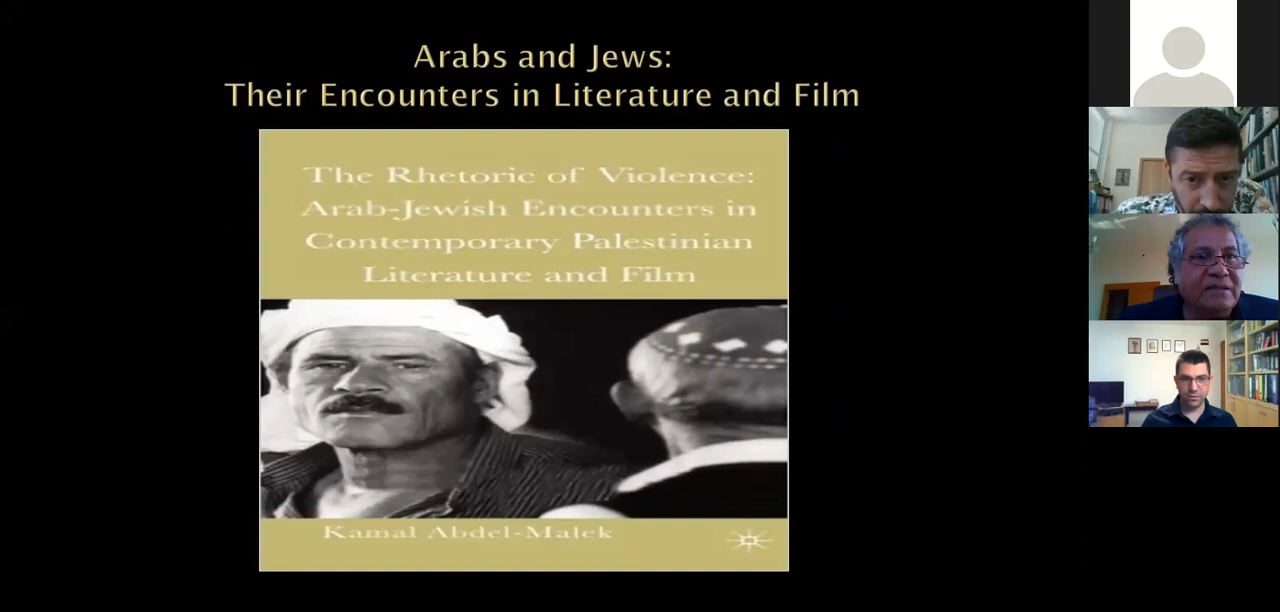 Arabs and Jews:
Their Encounters in Literature and Film
The Rhetoric of Violence:
Arab-Jewish Encounters in
Contemporary Palestinian
Literature and Film
Kamal Abdel-Malek